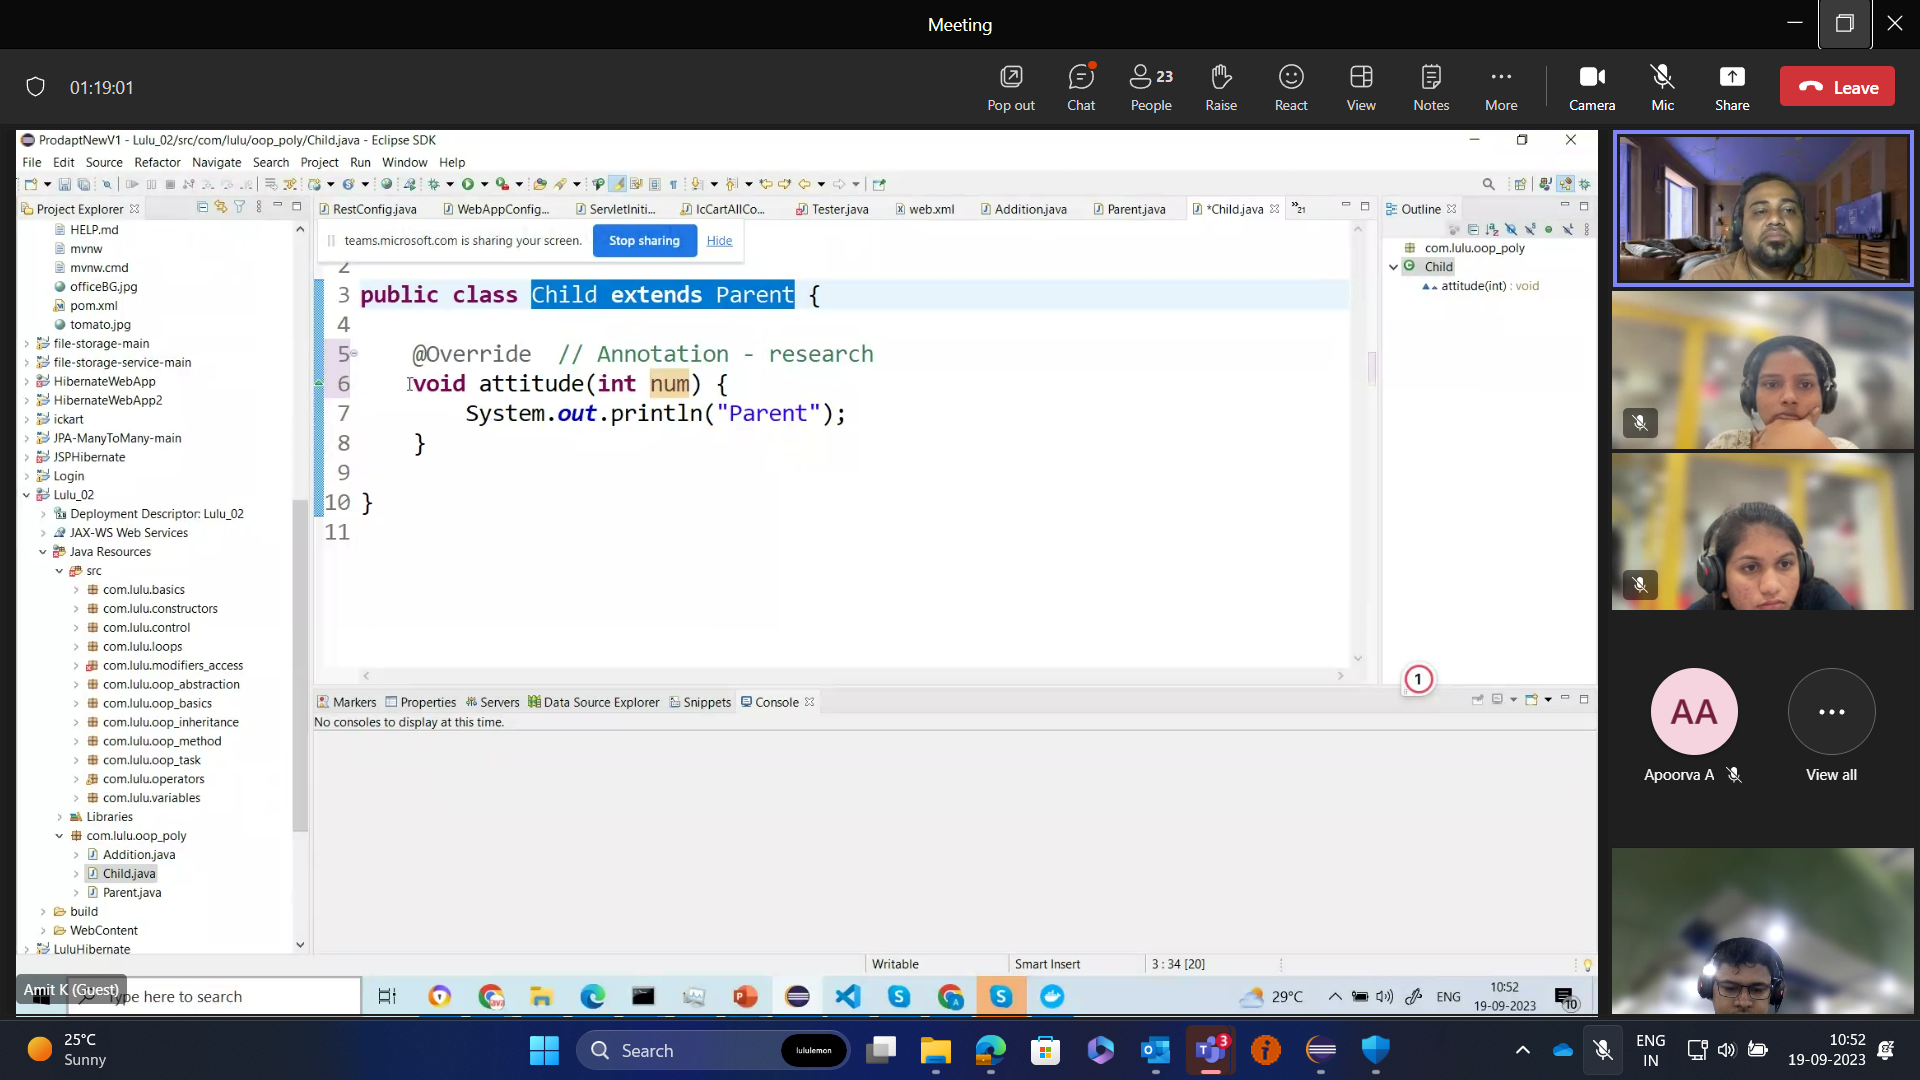 Meeting
01:19:01
Pop out
Chat
People 23
Raise
React
View
Notes
More
Camera
Mic
Share
Leave
ProdaptNewV1 - Lulu_02/src/com/lulu/oop_poly/Child.java - Eclipse SDK
File Edit Source Refactor Navigate Search Project Run Window Help
Project Explorer
RestConfig.java
WebAppConfig...
ServletIniti...
IcCartAllCo...
Tester.java
web.xml
Addition.java
Parent.java
*Child.java
»21
Outline
HELP.md
mvnw
mvnw.cmd
officeBG.jpg
pom.xml
tomato.jpg
file-storage-main
file-storage-service-main
HibernateWebApp
HibernateWebApp2
ickart
JPA-ManyToMany-main
JSPHibernate
Login
Lulu_02
Deployment Descriptor: Lulu_02
JAX-WS Web Services
Java Resources
src
com.lulu.basics
com.lulu.constructors
com.lulu.control
com.lulu.loops
com.lulu.modifiers_access
com.lulu.oop_abstraction
com.lulu.oop_basics
com.lulu.oop_inheritance
com.lulu.oop_method
com.lulu.oop_task
com.lulu.operators
com.lulu.variables
Libraries
com.lulu.oop_poly
Addition.java
Child.java
Parent.java
build
WebContent
LuluHibernate
teams.microsoft.com is sharing your screen. Stop sharing Hide
2
3 public class Child extends Parent {
4
5 @Override // Annotation - research
6 void attitude(int num) {
7 System.out.println("Parent");
8 }
9
10 }
11
com.lulu.oop_poly
Child
attitude(int) : void
1
Markers
Properties
Servers
Data Source Explorer
Snippets
Console
No consoles to display at this time.
Writable
Smart Insert
3 : 34 [20]
AA
Apoorva A
View all
Amit K (Guest)
Type here to search
29°C
ENG
10:52
19-09-2023
10
25°C
Sunny
Search
lululemon
3
ENG
IN
10:52
19-09-2023